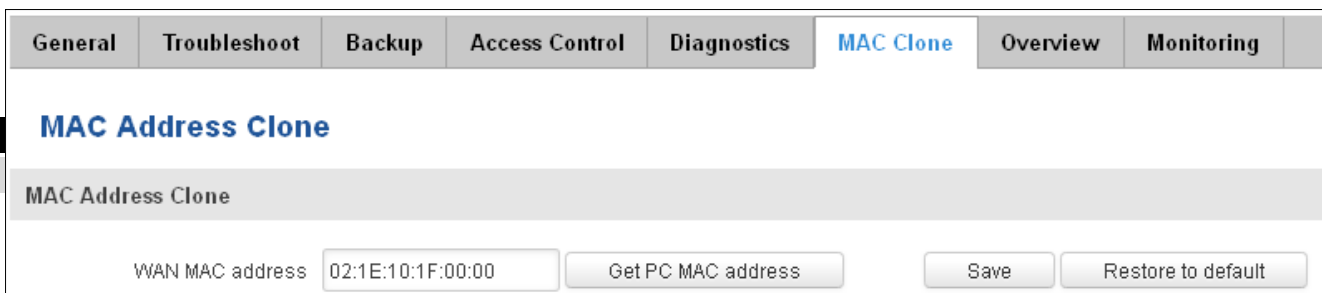 General Troubleshoot Backup Access Control Diagnostics MAC Clone Overview Monitoring
MAC Address Clone
MAC Address Clone
WAN MAC address 02:1E:10:1F:00:00 Get PC MAC address Save Restore to default